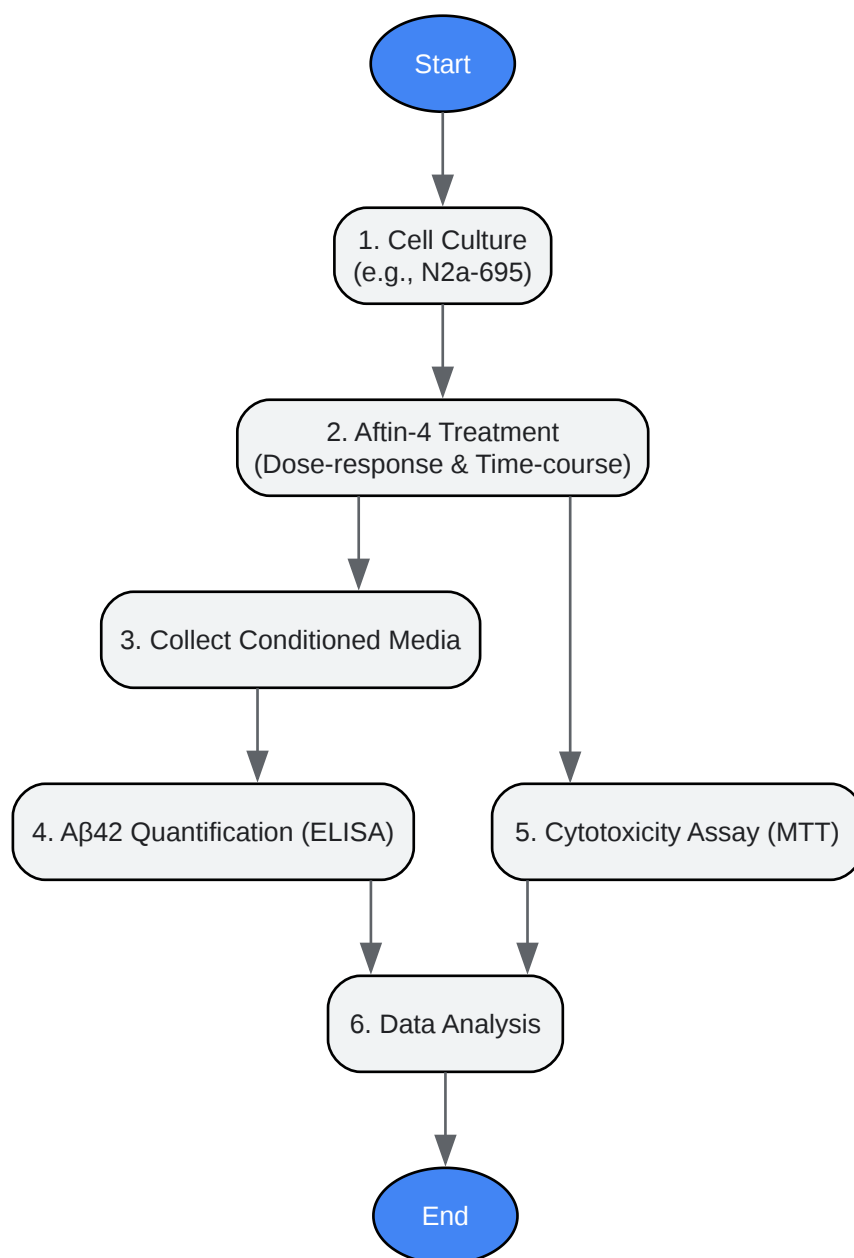 Start
1. Cell Culture
(e.g., N2a-695)
2. Aftin-4 Treatment
(Dose-response & Time-course)
3. Collect Conditioned Media
4. Aβ42 Quantification (ELISA)
5. Cytotoxicity Assay (MTT)
6. Data Analysis
End